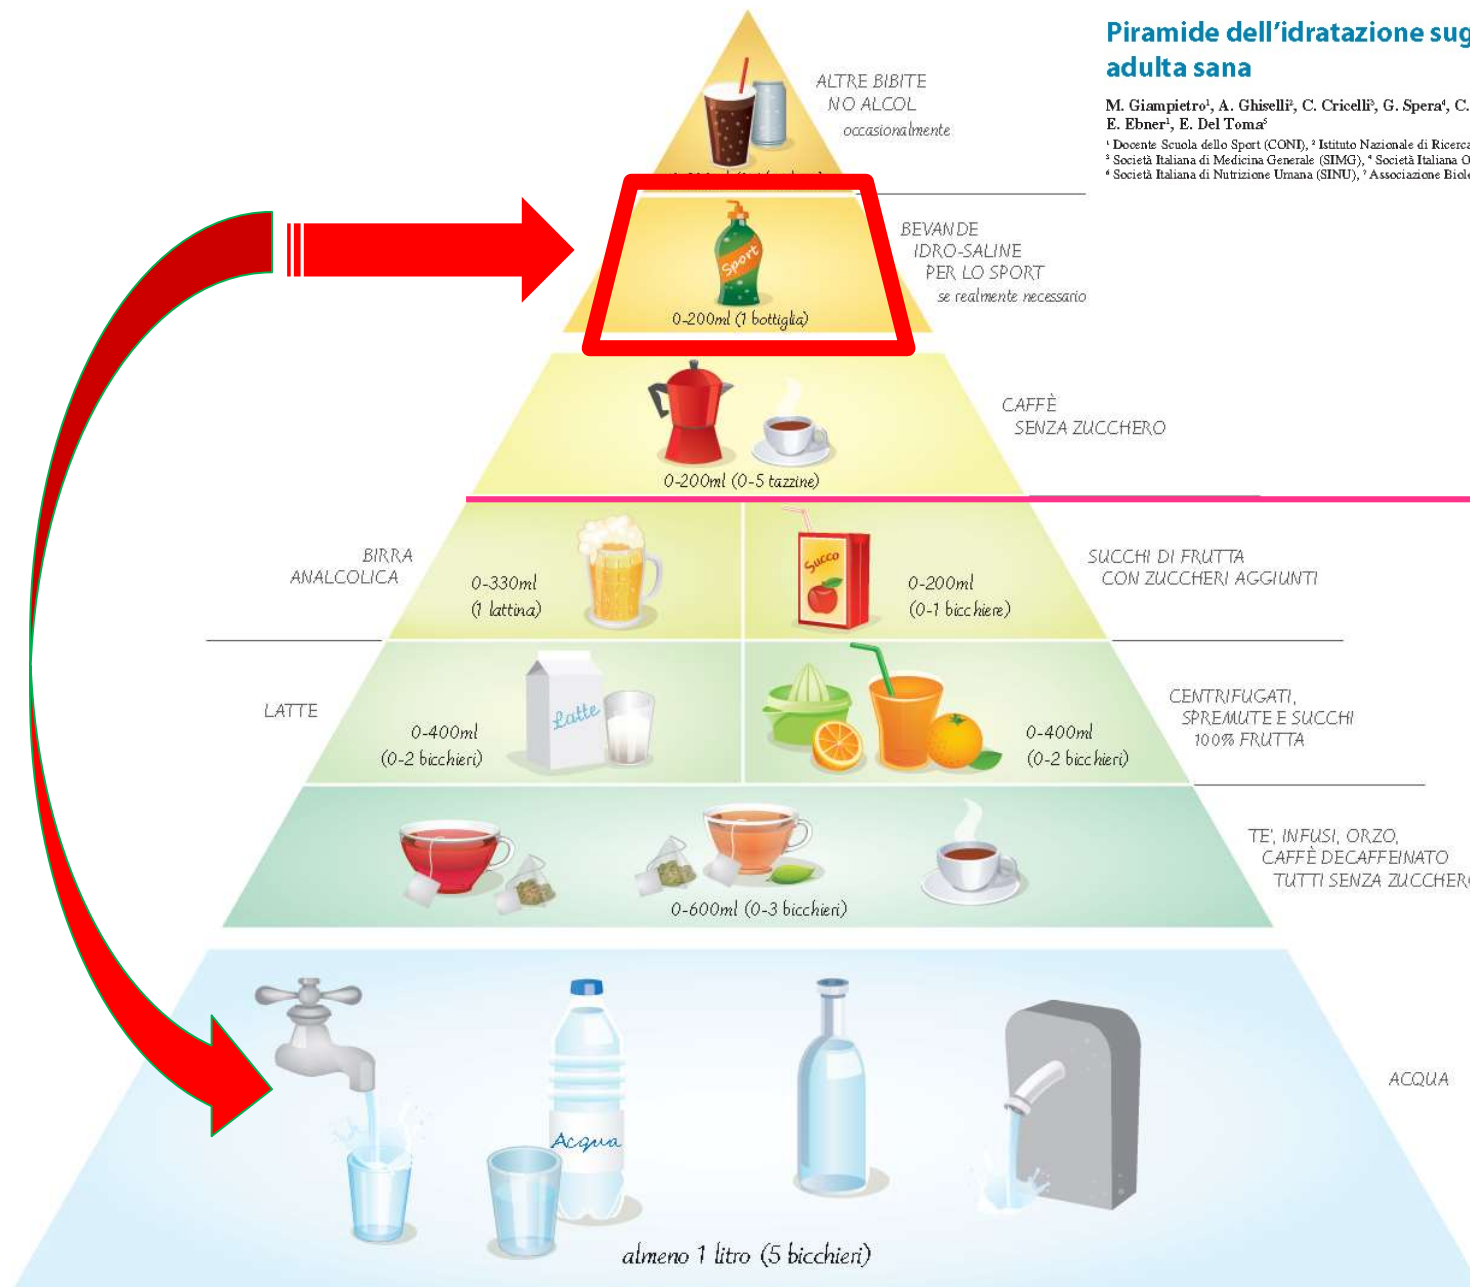 Piramide dell'idratazione sug
adulta sana
M. Giampietro¹, A. Ghiselli², C. Cricelli³, G. Spera⁴, C.
E. Ebner¹, E. Del Toma⁵
¹ Docente Scuola dello Sport (CONI), ² Istituto Nazionale di Ricerca
³ Società Italiana di Medicina Generale (SIMG), ⁴ Società Italiana O
⁶ Società Italiana di Nutrizione Umana (SINU), ⁷ Associazione Biol
ALTRE BIBITE
NO ALCOL
occasionalmente
BEVANDE
IDRO-SALINE
PER LO SPORT
se realmente necessario
Sport
0-200ml (1 bottiglia)
CAFFÈ
SENZA ZUCCHERO
0-200ml (0-5 tazzine)
BIRRA
ANALCOLICA
0-330ml
(1 lattina)
Succo
0-200ml
(0-1 bicchiere)
SUCCHI DI FRUTTA
CON ZUCCHERI AGGIUNTI
LATTE
0-400ml
(0-2 bicchieri)
Latte
0-400ml
(0-2 bicchieri)
CENTRIFUGATI,
SPREMUTE E SUCCHI
100% FRUTTA
0-600ml (0-3 bicchieri)
TE', INFUSI, ORZO,
CAFFÈ DECAFFEINATO
TUTTI SENZA ZUCCHERO
Acqua
ACQUA
almeno 1 litro (5 bicchieri)